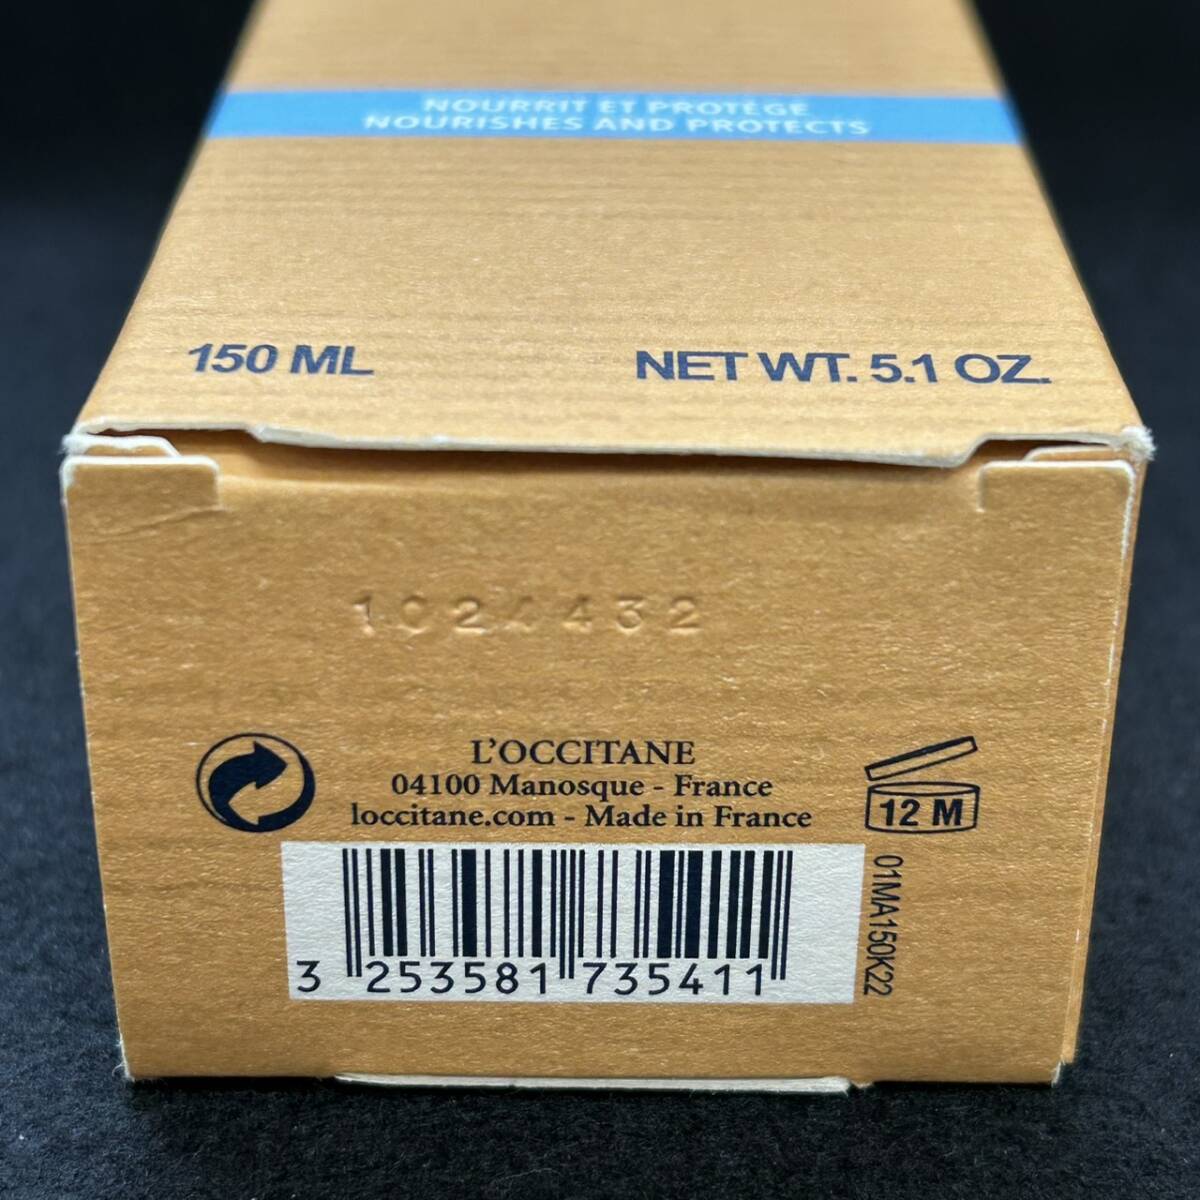 NOURRIT ET PROTÈGE
NOURISHES AND PROTECTS
150 ML
NET WT. 5.1 OZ.
1024432
L'OCCITANE
04100 Manosque - France
loccitane.com - Made in France
12 M
01MA150K22
3 253581 735411